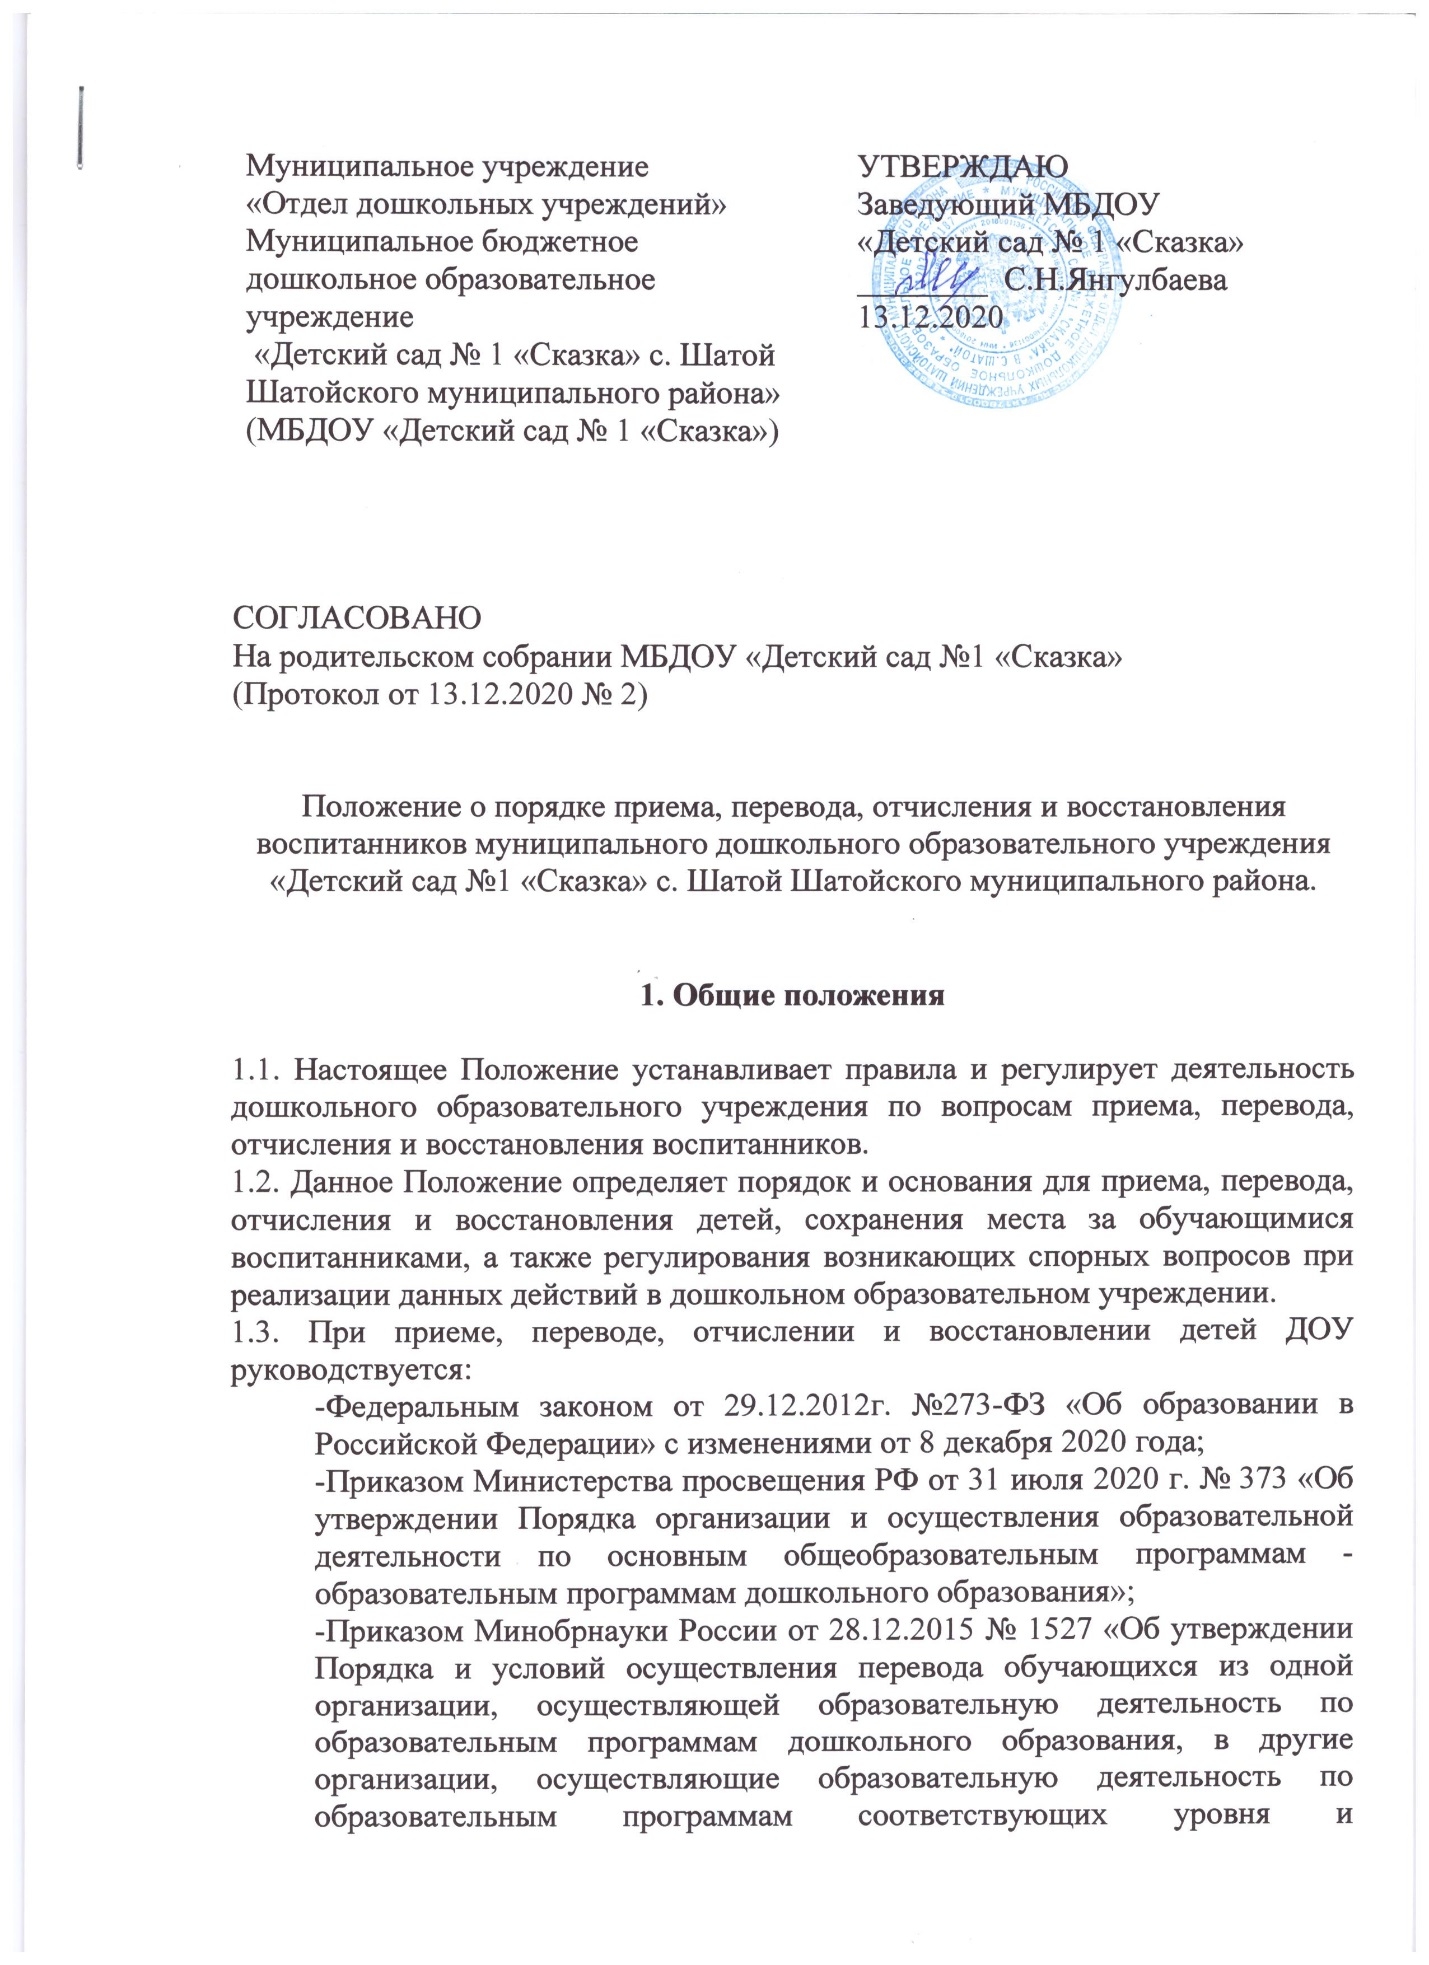 Муниципальное учреждение
«Отдел дошкольных учреждений»
Муниципальное бюджетное
дошкольное образовательное
учреждение
«Детский сад № 1 «Сказка» с. Шатой
Шатойского муниципального района»
(МБДОУ «Детский сад № 1 «Сказка»)
УТВЕРЖДАЮ
Заведующий МБДОУ
«Детский сад № 1 «Сказка»
________ С.Н.Янгулбаева
13.12.2020
СОГЛАСОВАНО
На родительском собрании МБДОУ «Детский сад №1 «Сказка»
(Протокол от 13.12.2020 № 2)
Положение о порядке приема, перевода, отчисления и восстановления
воспитанников муниципального дошкольного образовательного учреждения
«Детский сад №1 «Сказка» с. Шатой Шатойского муниципального района.
1. Общие положения
1.1. Настоящее Положение устанавливает правила и регулирует деятельность
дошкольного образовательного учреждения по вопросам приема, перевода,
отчисления и восстановления воспитанников.
1.2. Данное Положение определяет порядок и основания для приема, перевода,
отчисления и восстановления детей, сохранения места за обучающимися
воспитанниками, а также регулирования возникающих спорных вопросов при
реализации данных действий в дошкольном образовательном учреждении.
1.3. При приеме, переводе, отчислении и восстановлении детей ДОУ
руководствуется:
-Федеральным законом от 29.12.2012г. №273-ФЗ «Об образовании в
Российской Федерации» с изменениями от 8 декабря 2020 года;
-Приказом Министерства просвещения РФ от 31 июля 2020 г. № 373 «Об
утверждении Порядка организации и осуществления образовательной
деятельности по основным общеобразовательным программам -
образовательным программам дошкольного образования»;
-Приказом Минобрнауки России от 28.12.2015 № 1527 «Об утверждении
Порядка и условий осуществления перевода обучающихся из одной
организации, осуществляющей образовательную деятельность по
образовательным программам дошкольного образования, в другие
организации, осуществляющие образовательную деятельность по
образовательным программам соответствующих уровня и